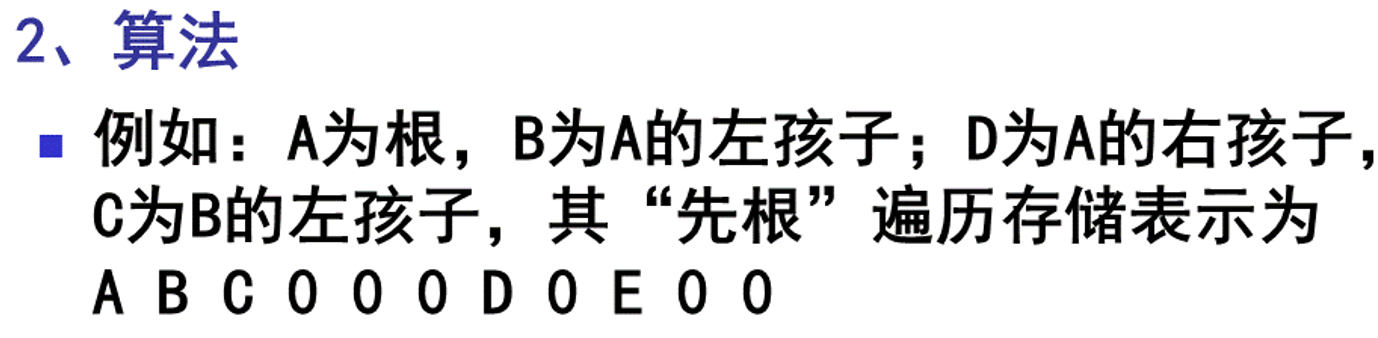 2、算法
例如：A为根，B为A的左孩子；D为A的右孩子，
C为B的左孩子，其“先根”遍历存储表示为
A B C 0 0 0 D 0 E 0 0